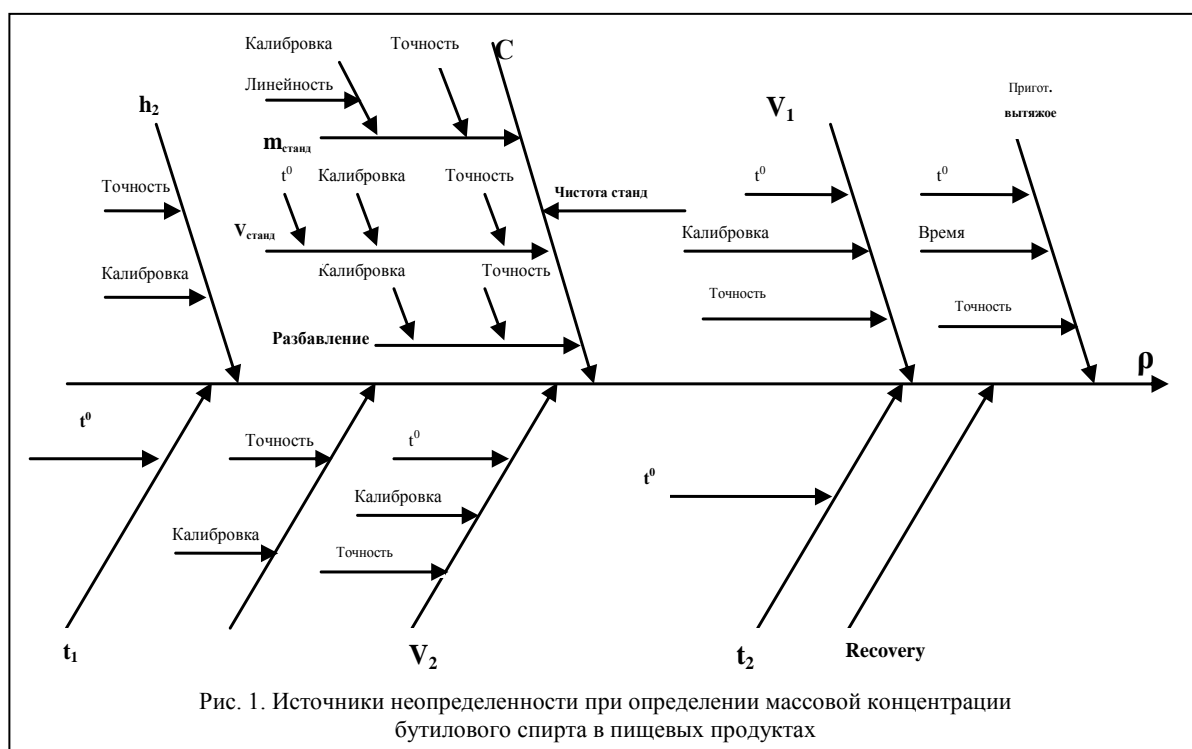 Калибровка
Точность
C
Линейность
h₂
mстанд
Пригот.
вытяжое
V₁
Точность
t⁰
Калибровка
Точность
Чистота станд
t⁰
t⁰
Vстанд
Калибровка
Время
Калибровка
Калибровка
Точность
Точность
Точность
Разбавление
ρ
t⁰
Точность
t⁰
t⁰
Калибровка
Калибровка
Точность
t₁
V₂
t₂
Recovery
Рис. 1. Источники неопределенности при определении массовой концентрации
бутилового спирта в пищевых продуктах